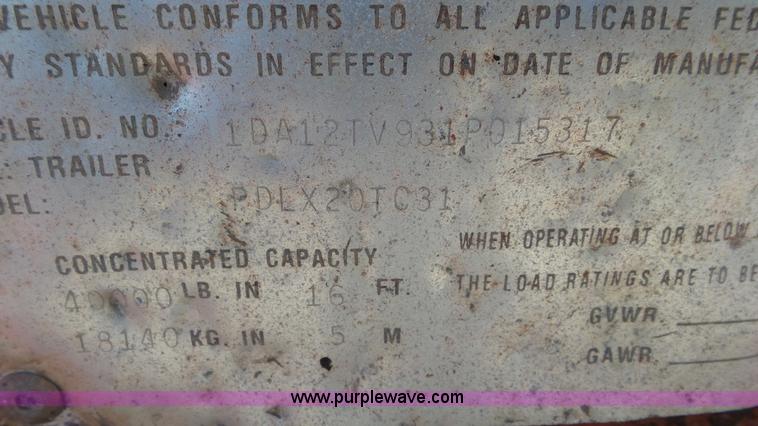 VEHICLE CONFORMS TO ALL APPLICABLE FED
Y STANDARDS IN EFFECT ON DATE OF MANUFA
CLE ID. NO.: 1DA12TV931P015317
: TRAILER
DEL: PDLX20TC31
CONCENTRATED CAPACITY
40000 LB. IN 16 FT.
18140 KG. IN 5 M
WHEN OPERATING AT OR BELOW
THE LOAD RATINGS ARE TO BE
GVWR.
GAWR.
www.purplewave.com